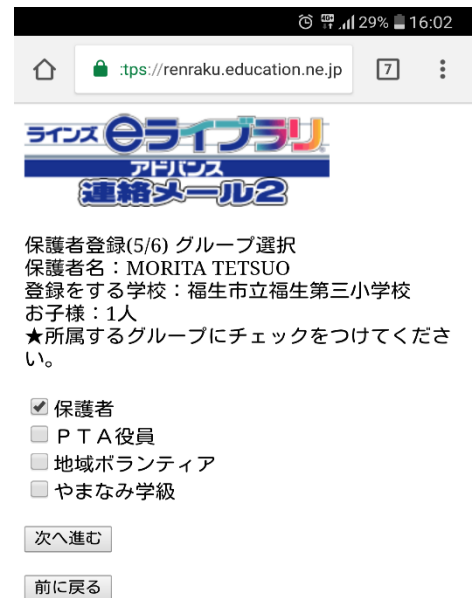 4G+ 29% 16:02
:tps://renraku.education.ne.jp 7
ラインズ eライブラリ
アドバンス
連絡メール2
保護者登録(5/6) グループ選択
保護者名：MORITA TETSUO
登録をする学校：福生市立福生第三小学校
お子様：1人
★所属するグループにチェックをつけてくださ
い。
保護者
ＰＴＡ役員
地域ボランティア
やまなみ学級
次へ進む
前に戻る